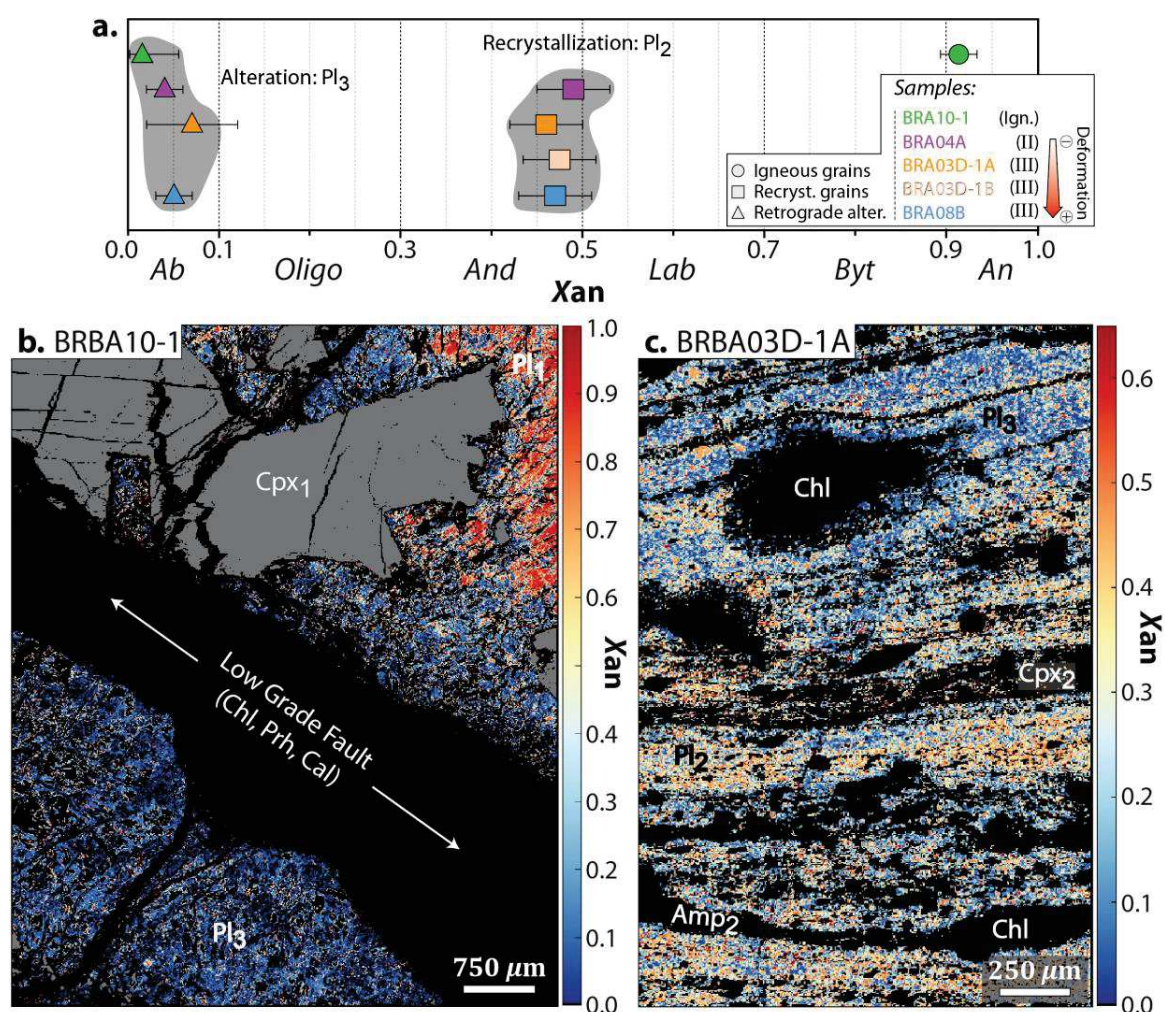 a.
Recrystallization: Pl2
Alteration: Pl3
Samples:
BRA10-1 (Ign.)
BRA04A (II)
BRA03D-1A (III)
BRA03D-1B (III)
BRA08B (III)
Deformation
Igneous grains
Recryst. grains
Retrograde alter.
0.0 0.1 0.3 0.5 0.7 0.9 1.0
Ab Oligo And Lab Byt An
Xan
b. BRBA10-1
Pl1
Cpx1
Low Grade Fault
(Chl, Prh, Cal)
Pl3
750 μm
1.0
0.9
0.8
0.7
0.6
Xan
0.4
0.3
0.2
0.1
0.0
c. BRBA03D-1A
Pl3
Chl
Cpx2
Pl2
Amp2
Chl
250 μm
0.6
0.5
0.4
Xan
0.3
0.2
0.1
0.0